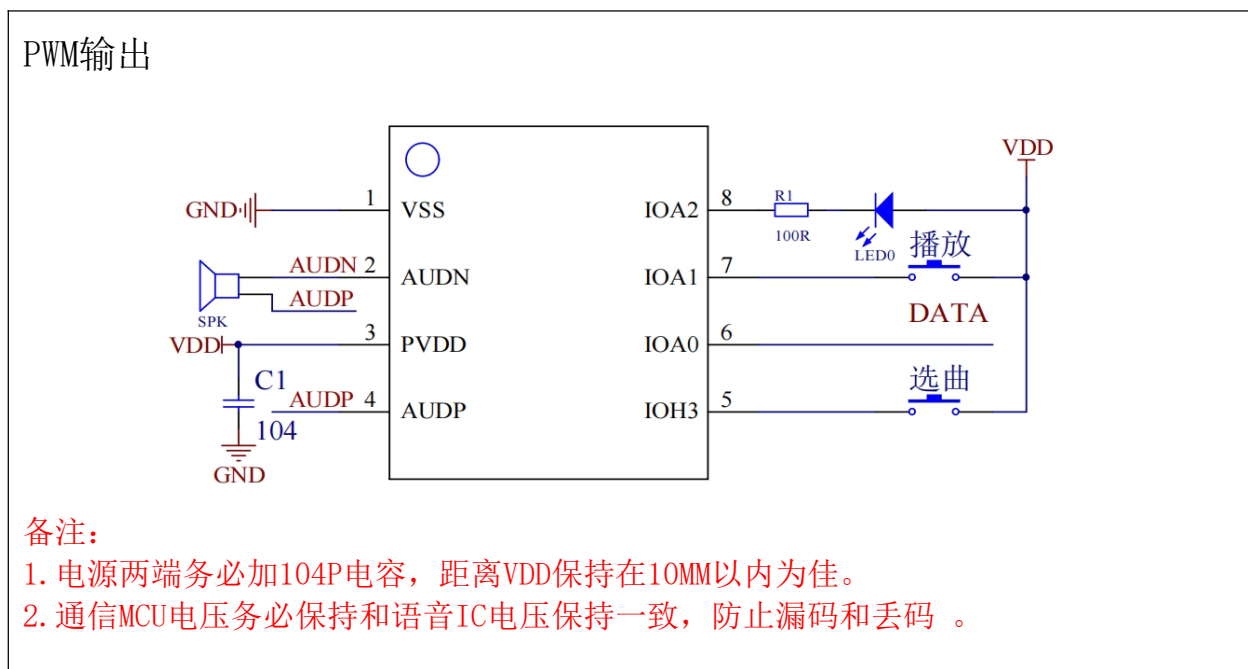 PWM输出
VDD
GND
1
VSS
IOA2
8
R1
100R
LED0
播放
AUDN
2
AUDN
IOA1
7
AUDP
SPK
DATA
VDD
3
PVDD
IOA0
6
C1
104
选曲
AUDP
4
AUDP
IOH3
5
GND
备注：
1.电源两端务必加104P电容，距离VDD保持在10MM以内为佳。
2.通信MCU电压务必保持和语音IC电压保持一致，防止漏码和丢码 。